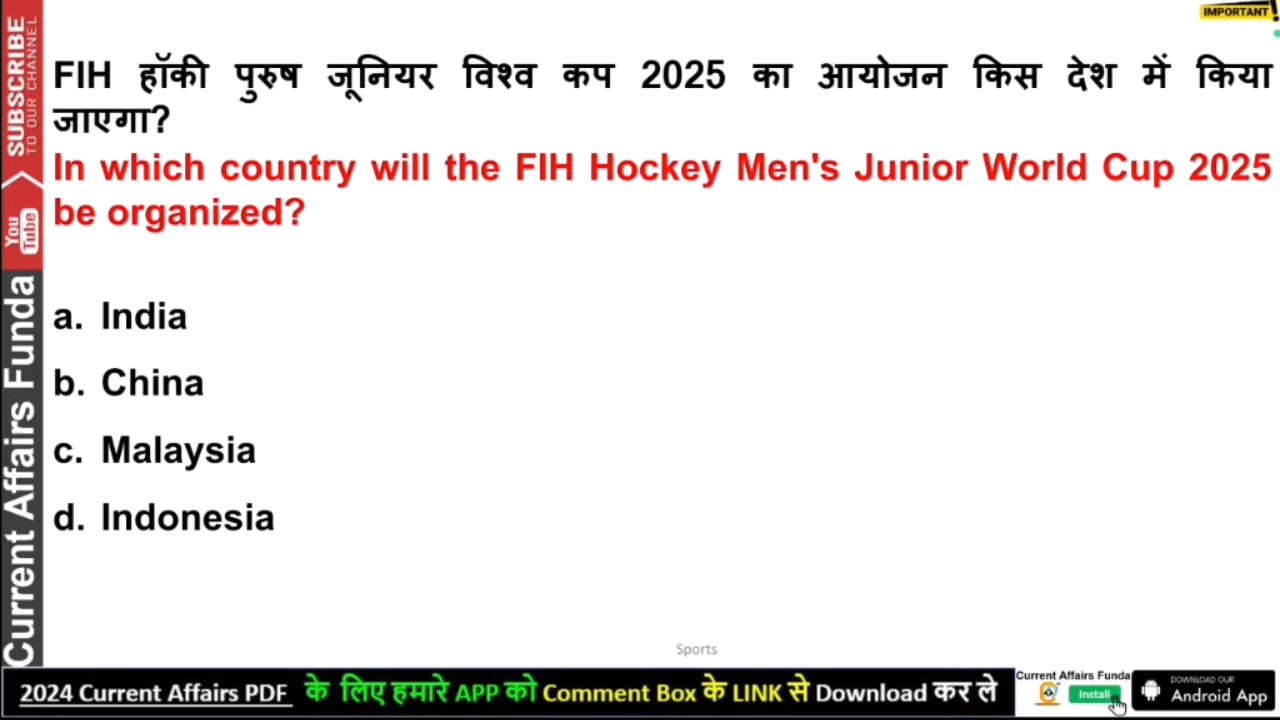 IMPORTANT !
FIH हॉकी पुरुष जूनियर विश्व कप 2025 का आयोजन किस देश में किया
जाएगा?
In which country will the FIH Hockey Men's Junior World Cup 2025
be organized?
a. India
b. China
c. Malaysia
d. Indonesia
Sports
SUBSCRIBE
TO OUR CHANNEL
You
Tube
Current Affairs Funda
2024 Current Affairs PDF के लिए हमारे APP को Comment Box के LINK से Download कर ले
Current Affairs Funda
Install
DOWNLOAD OUR
Android App